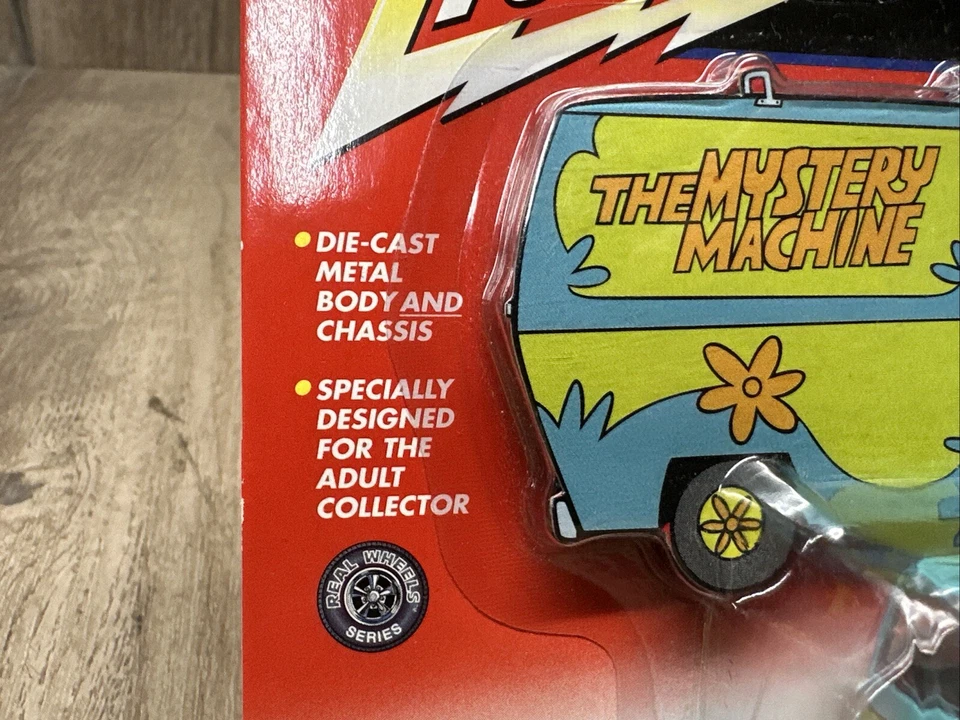 THE MYSTERY
MACHINE
DIE-CAST
METAL
BODY AND
CHASSIS
SPECIALLY
DESIGNED
FOR THE
ADULT
COLLECTOR
REAL WHEELS
SERIES